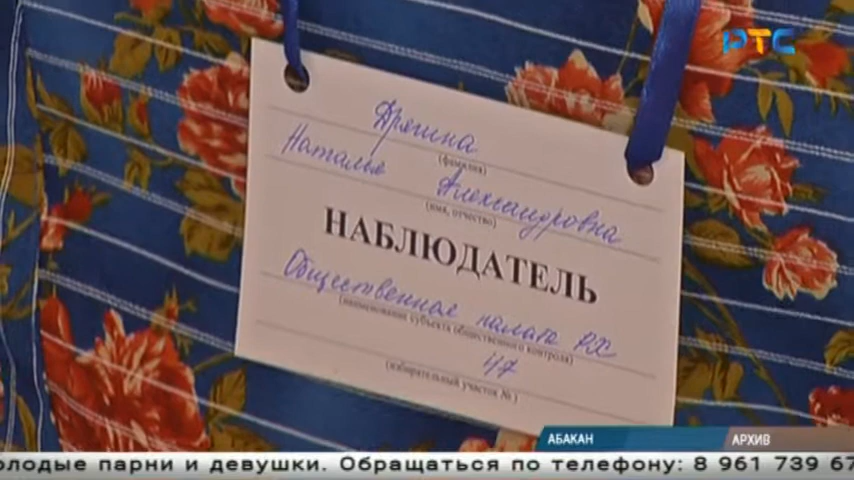 РТС
Дрягина
(фамилия)
Наталья Александровна
(имя, отчество)
НАБЛЮДАТЕЛЬ
Общественная палата РХ
(наименование субъекта общественного контроля)
47
(избирательный участок № )
АБАКАН
АРХИВ
олодые парни и девушки. Обращаться по телефону: 8 961 739 67